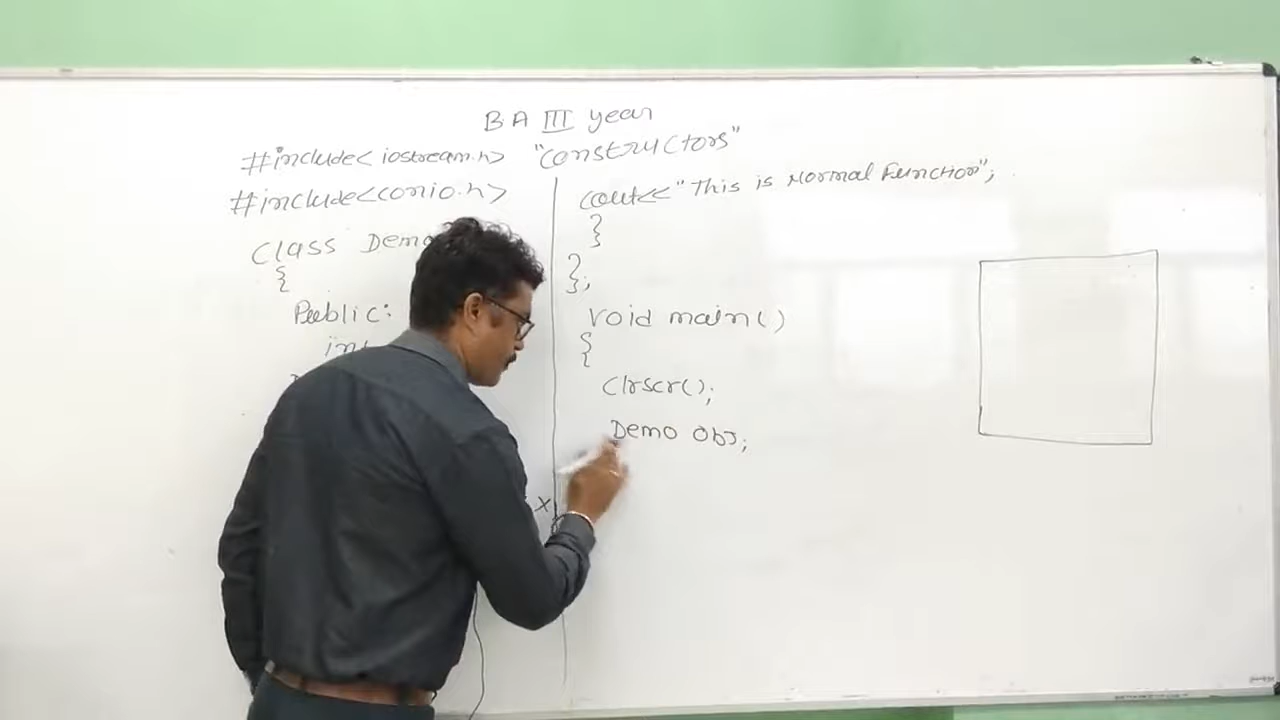 BA III year
"Constructors"
#include<iostream.h>
#include<conio.h>
Class Demo
{
Public:
int
cout<<"This is Normal Function";
}
};
void main()
{
Clrscr();
Demo obj;
x